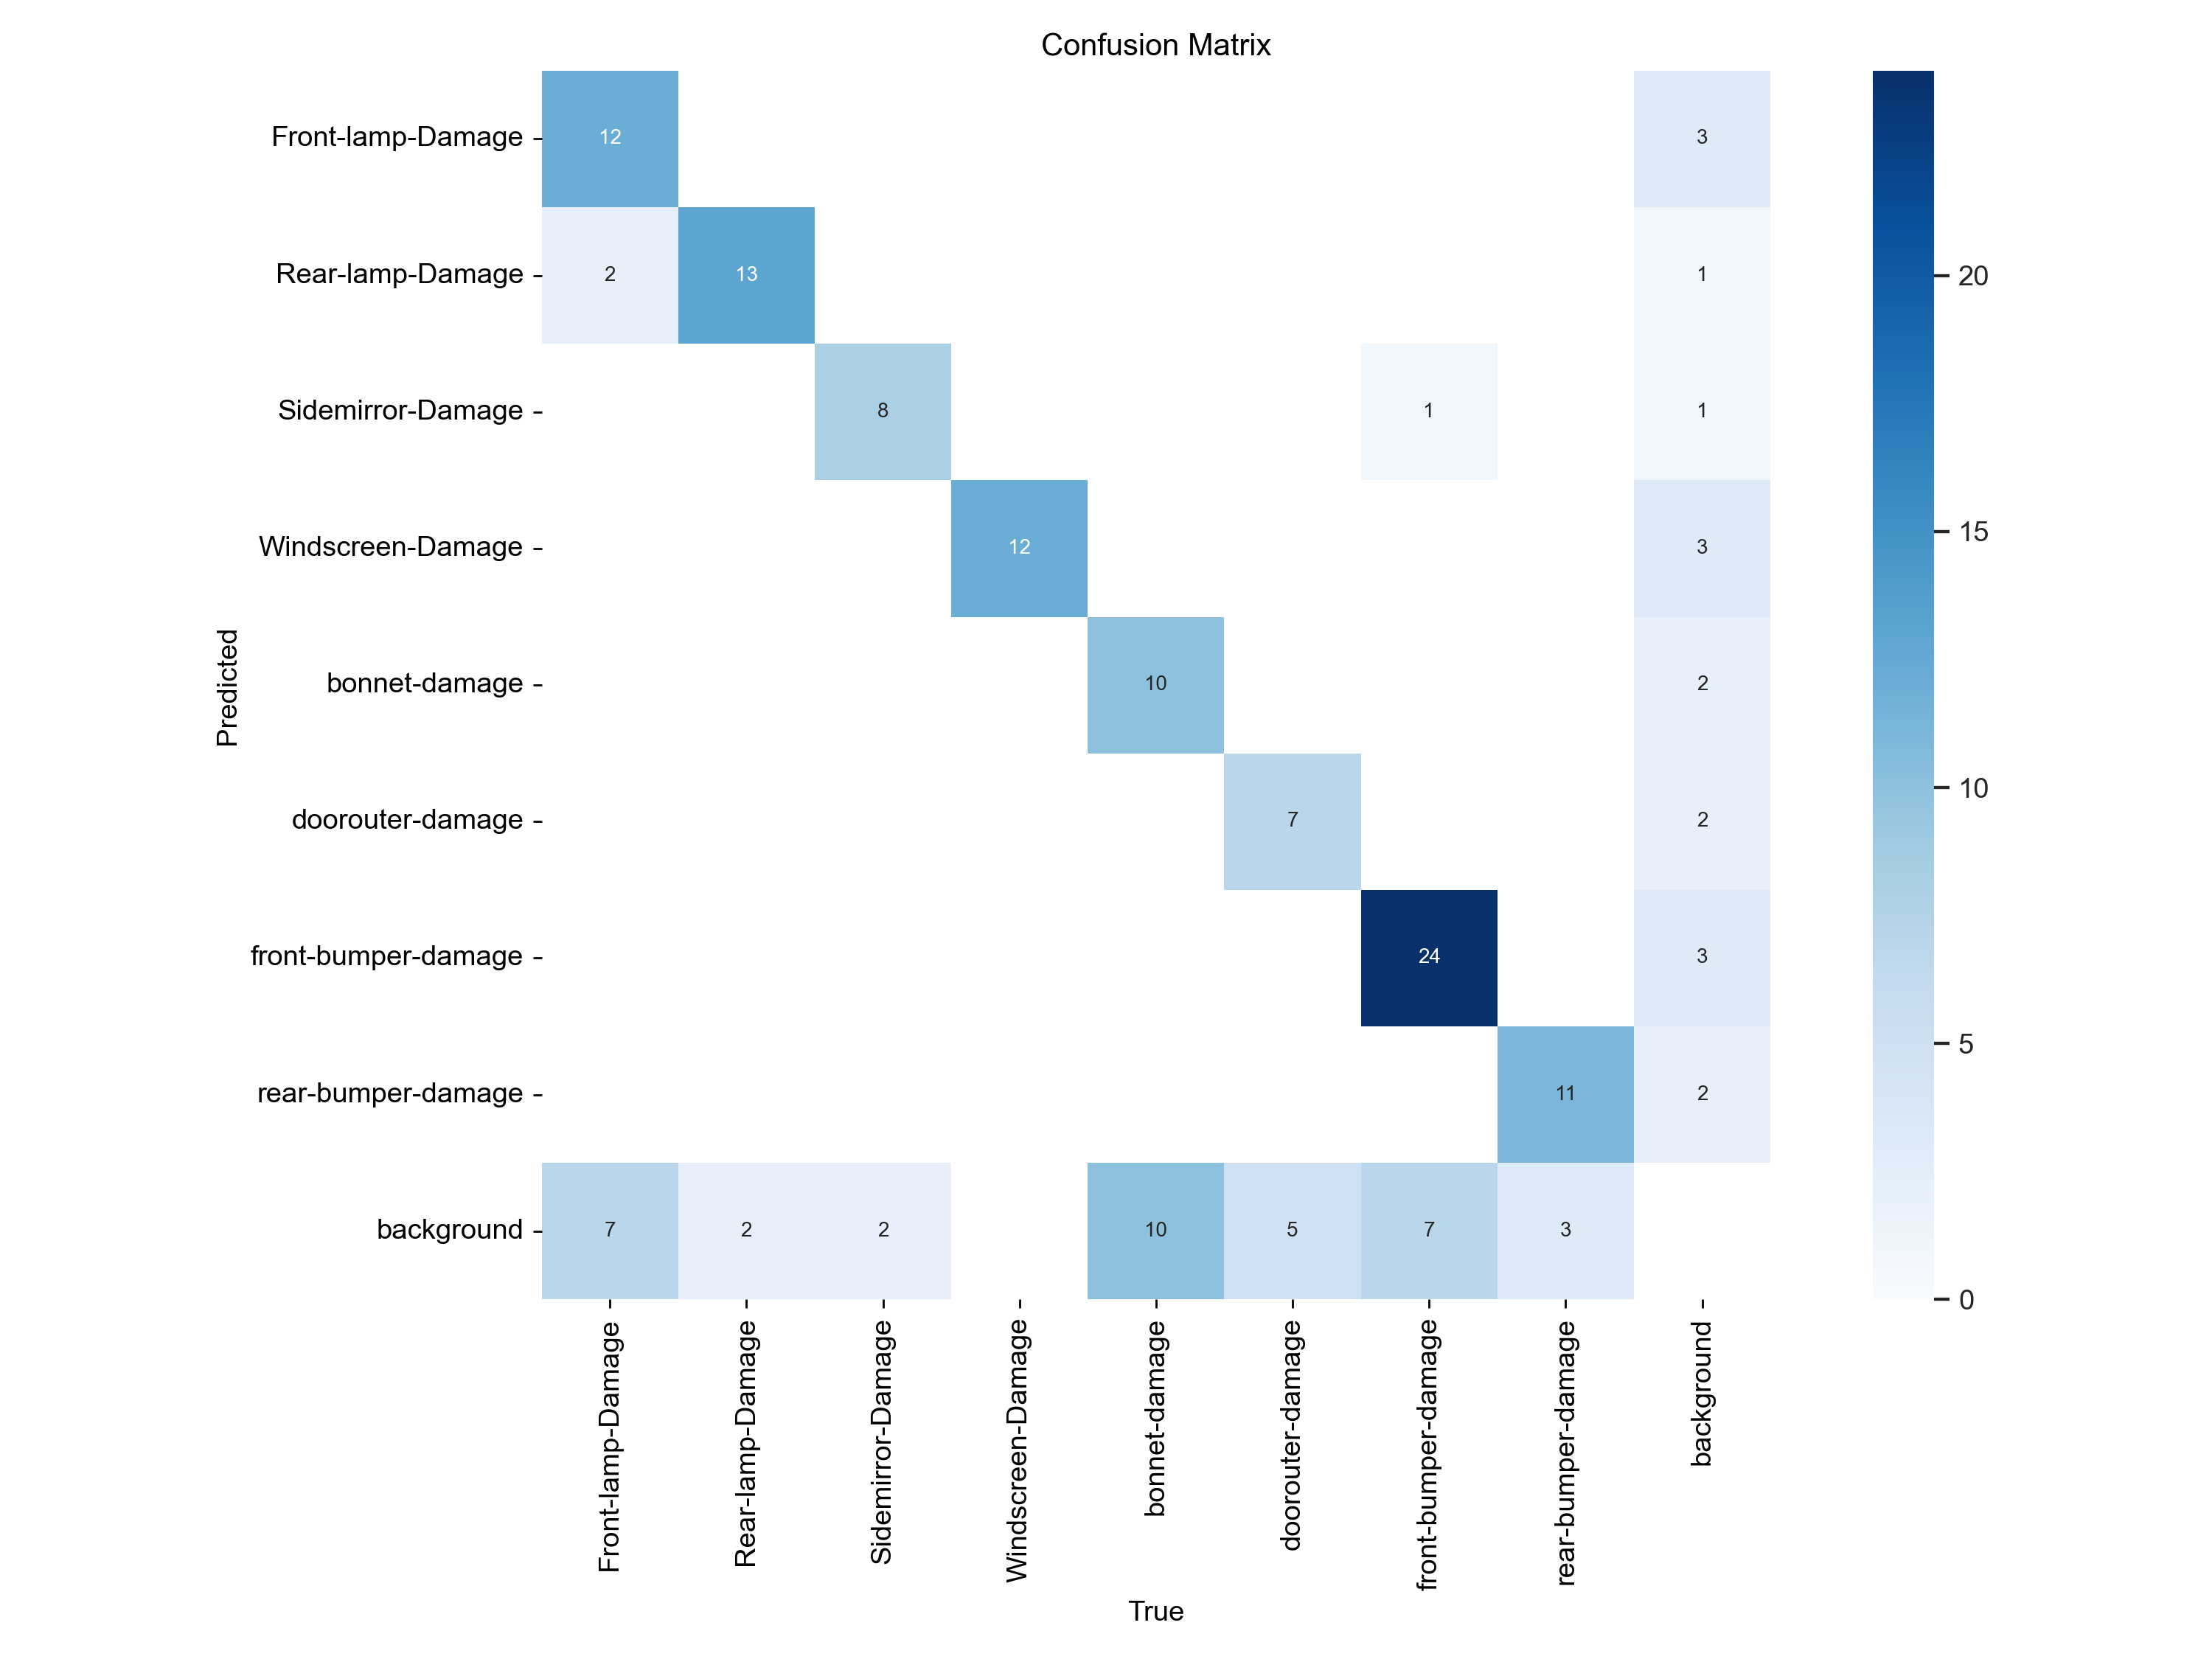 Confusion Matrix
Front-lamp-Damage 12 3
Rear-lamp-Damage 2 13 1
20
Sidemirror-Damage 8 1 1
15
Windscreen-Damage 12 3
Predicted
bonnet-damage 10 2
10
doorouter-damage 7 2
front-bumper-damage 24 3
5
rear-bumper-damage 11 2
background 7 2 2 10 5 7 3
0
Front-lamp-Damage
Rear-lamp-Damage
Sidemirror-Damage
Windscreen-Damage
bonnet-damage
doorouter-damage
front-bumper-damage
rear-bumper-damage
background
True